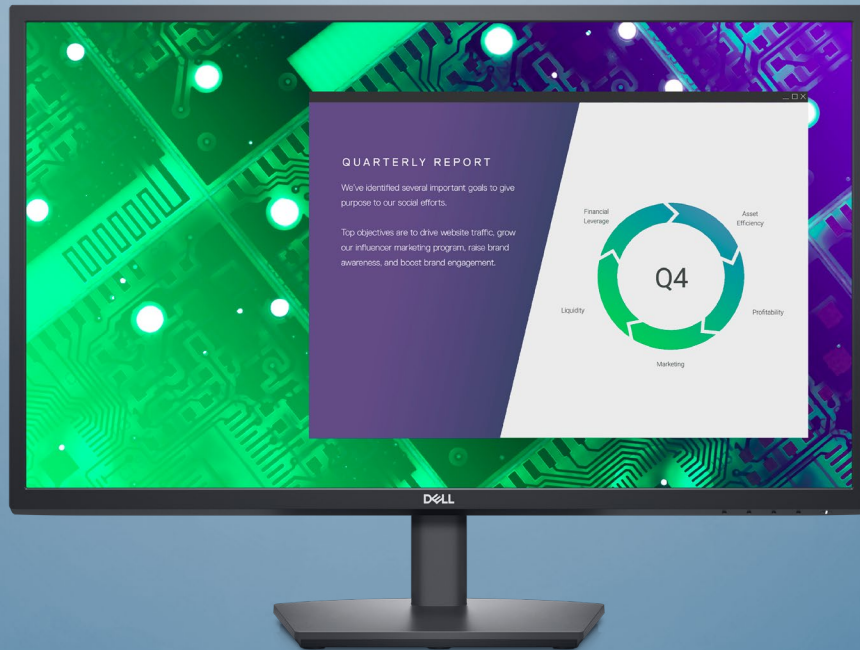 QUARTERLY REPORT
We've identified several important goals to give
purpose to our social efforts.
Top objectives are to drive website traffic, grow
our influencer marketing program, raise brand
awareness, and boost brand engagement.
Financial
Leverage
Asset
Efficiency
Q4
Liquidity
Profitability
Marketing
DELL